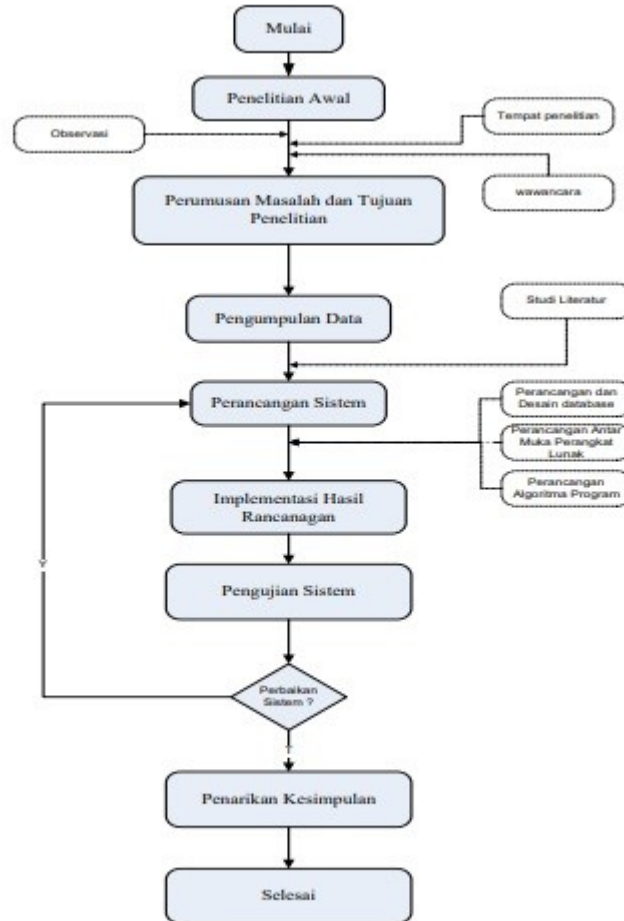 Mulai
Penelitian Awal
Observasi
Tempat penelitian
wawancara
Perumusan Masalah dan Tujuan
Penelitian
Pengumpulan Data
Studi Literatur
Perancangan Sistem
Perancangan dan
Desain database
Perancangan Antar
Muka Perangkat
Lunak
Perancangan
Algoritma Program
Implementasi Hasil
Rancanagan
Pengujian Sistem
Y
Perbaikan
Sistem ?
T
Penarikan Kesimpulan
Selesai